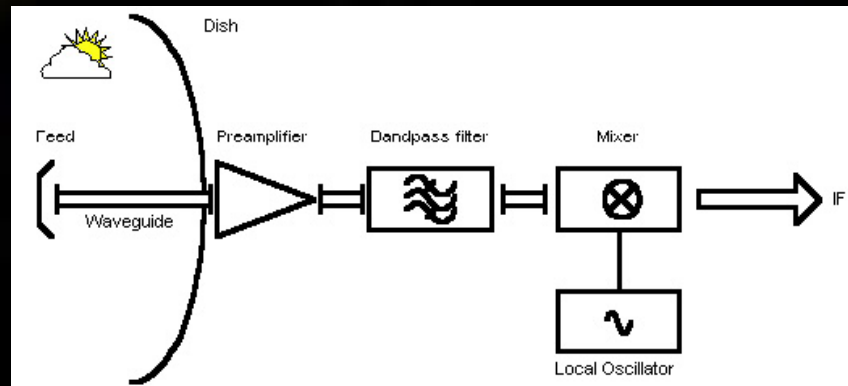 Dish
Feed
Preamplifier
Bandpass filter
Mixer
Waveguide
IF
Local Oscillator